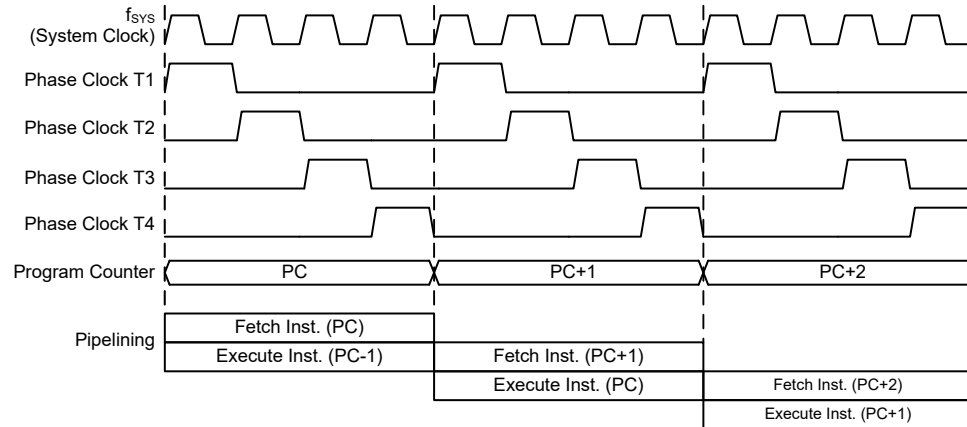 fSYS
(System Clock)
Phase Clock T1
Phase Clock T2
Phase Clock T3
Phase Clock T4
Program Counter PC PC+1 PC+2
Pipelining
Fetch Inst. (PC)
Execute Inst. (PC-1) Fetch Inst. (PC+1)
Execute Inst. (PC) Fetch Inst. (PC+2)
Execute Inst. (PC+1)